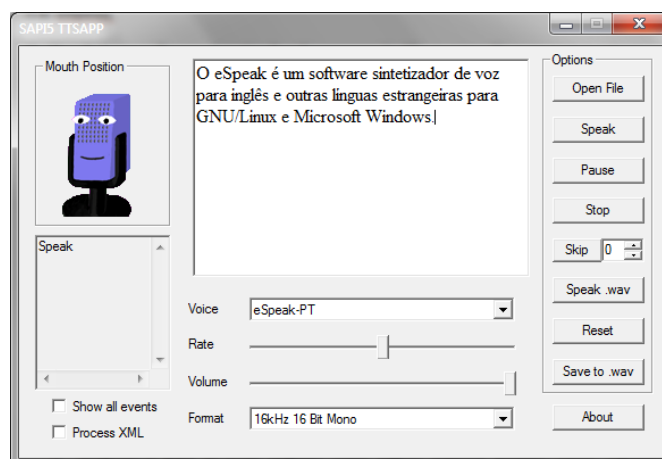 SAPI5 TTSAPP
Mouth Position
O eSpeak é um software sintetizador de voz
para inglês e outras línguas estrangeiras para
GNU/Linux e Microsoft Windows.
Options
Open File
Speak
Pause
Stop
Skip 0
Speak .wav
Reset
Save to .wav
About
Speak
Voice eSpeak-PT
Rate
Volume
Format 16kHz 16 Bit Mono
Show all events
Process XML